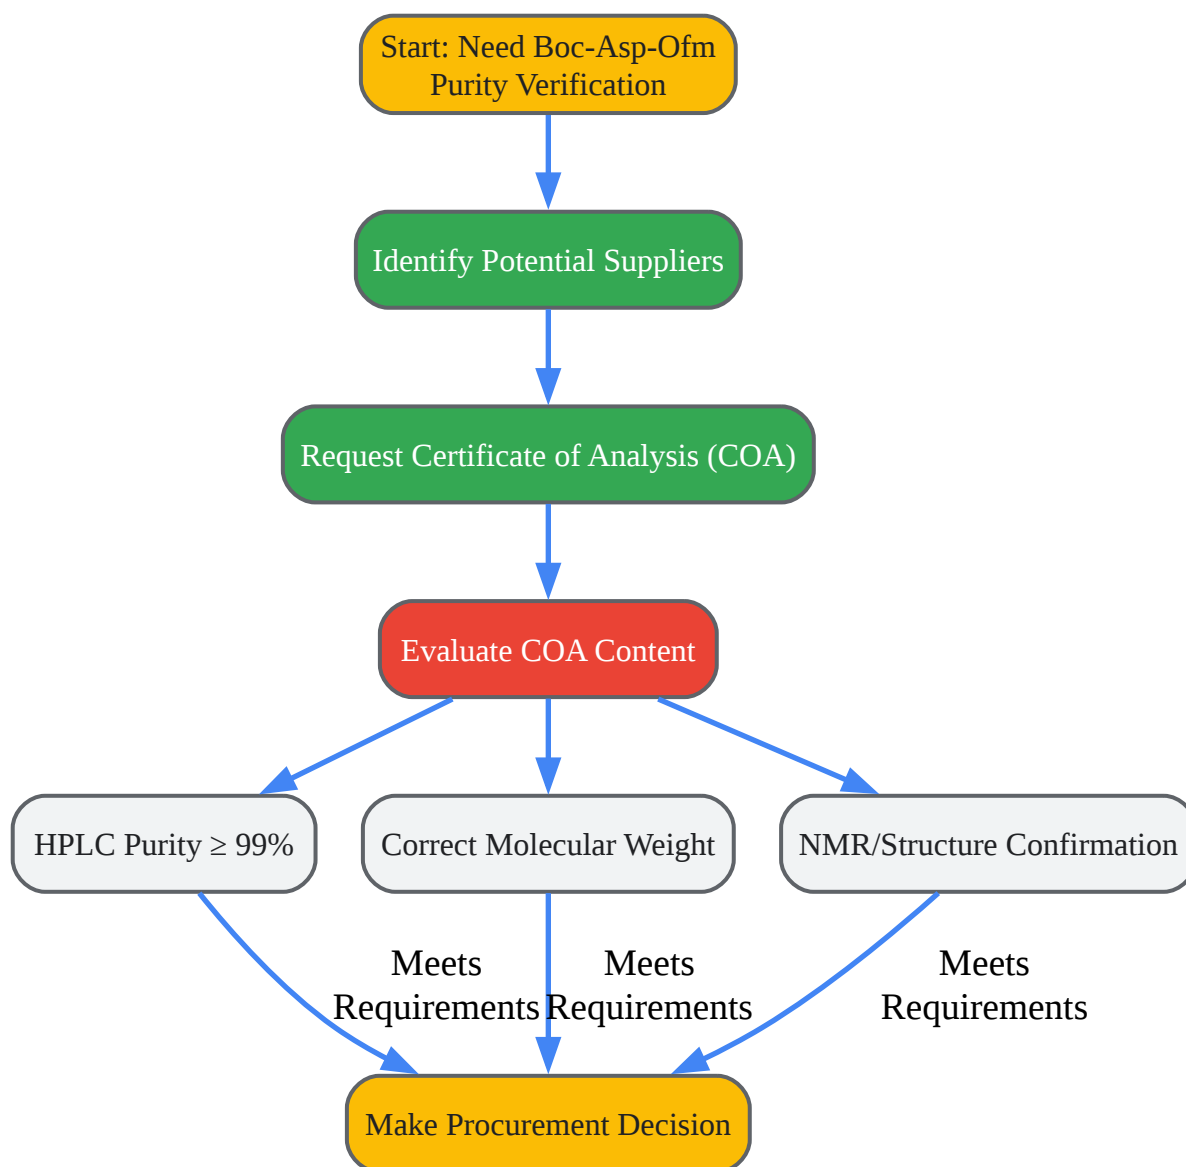 Start: Need Boc-Asp-Ofm
Purity Verification
Identify Potential Suppliers
Request Certificate of Analysis (COA)
Evaluate COA Content
HPLC Purity ≥ 99%
Correct Molecular Weight
NMR/Structure Confirmation
Meets
Requirements
Meets
Requirements
Meets
Requirements
Make Procurement Decision